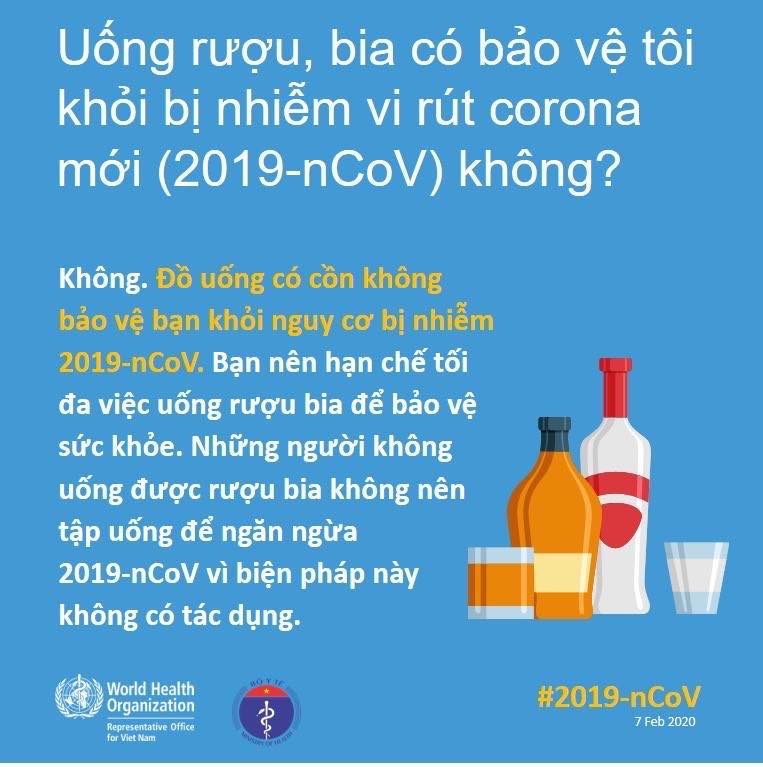 Uống rượu, bia có bảo vệ tôi
khỏi bị nhiễm vi rút corona
mới (2019-nCoV) không?
Không. Đồ uống có cồn không
bảo vệ bạn khỏi nguy cơ bị nhiễm
2019-nCoV. Bạn nên hạn chế tối
đa việc uống rượu bia để bảo vệ
sức khỏe. Những người không
uống được rượu bia không nên
tập uống để ngăn ngừa
2019-nCoV vì biện pháp này
không có tác dụng.
World Health
Organization
Representative Office
for Viet Nam
BỘ Y TẾ
MINISTRY OF HEALTH
#2019-nCoV
7 Feb 2020